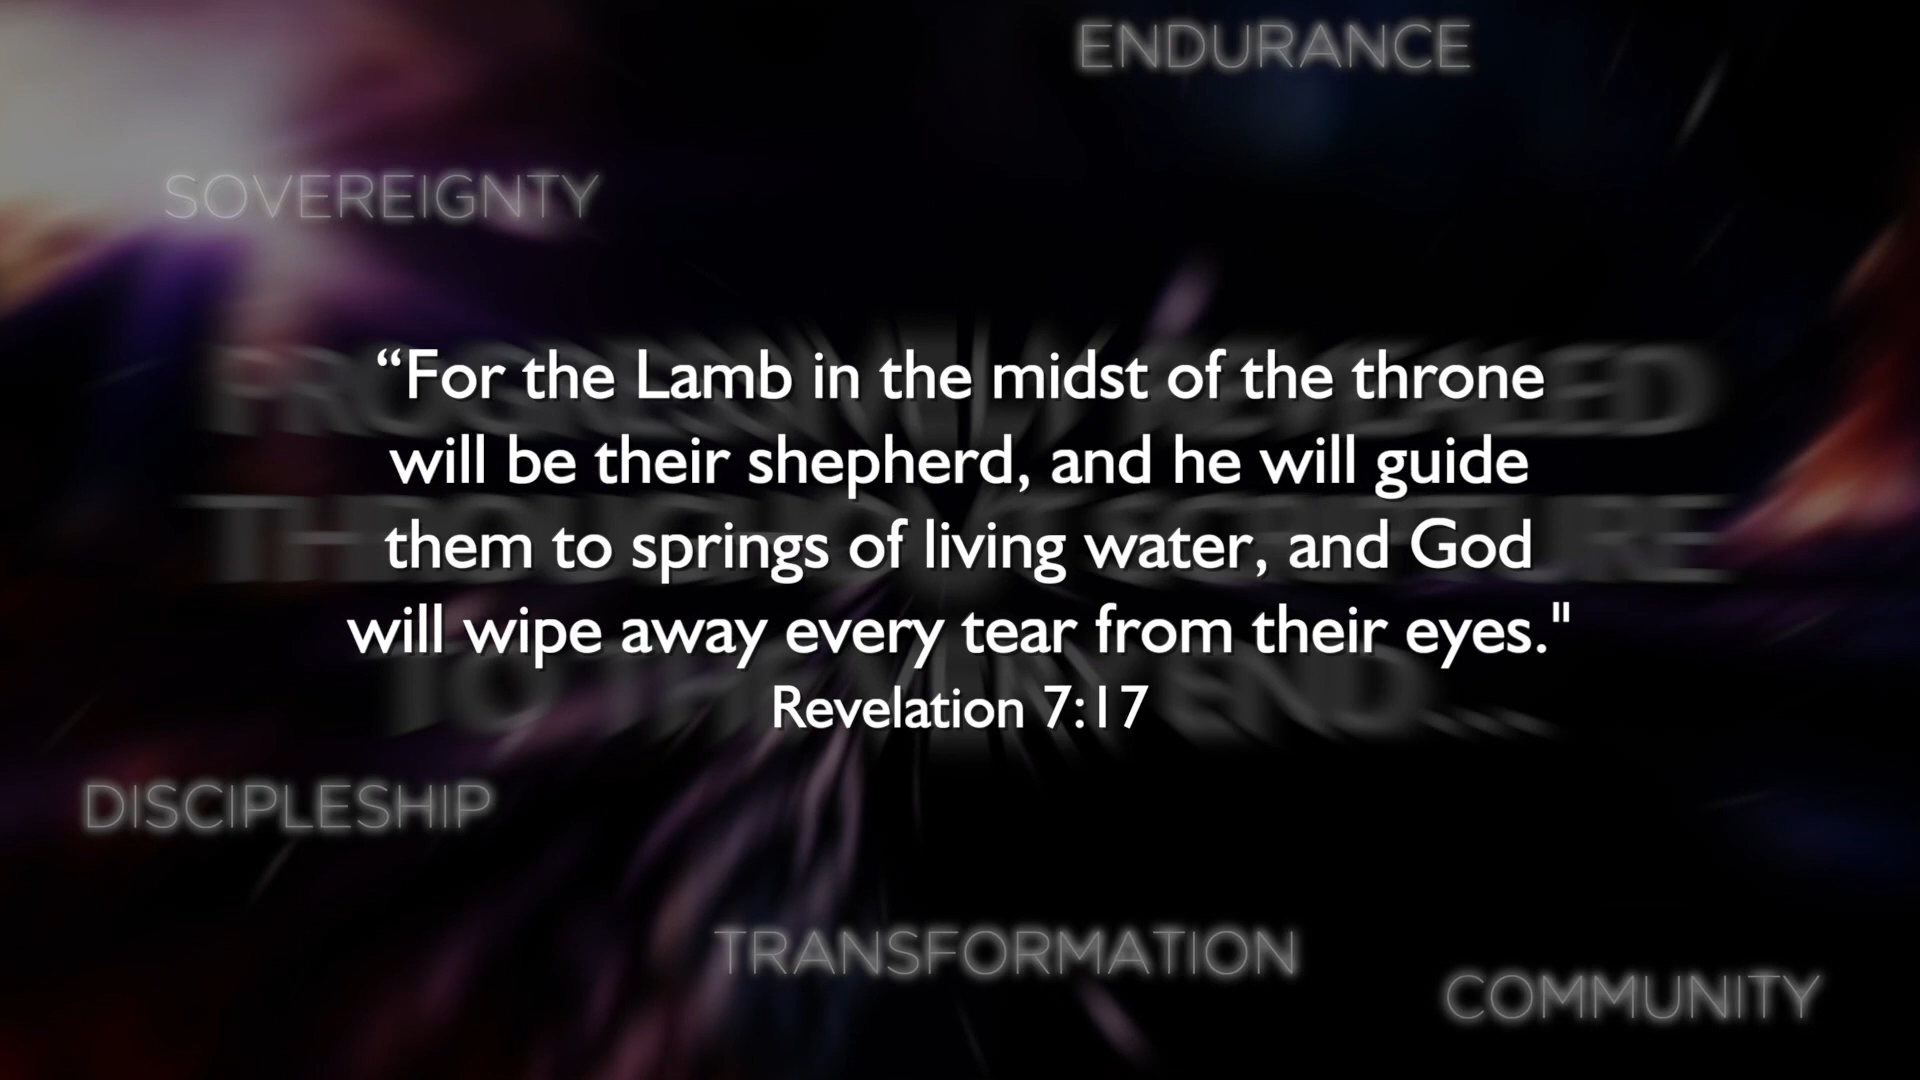 ENDURANCE
SOVEREIGNTY
“For the Lamb in the midst of the throne
will be their shepherd, and he will guide
them to springs of living water, and God
will wipe away every tear from their eyes."
Revelation 7:17
DISCIPLESHIP
TRANSFORMATION
COMMUNITY